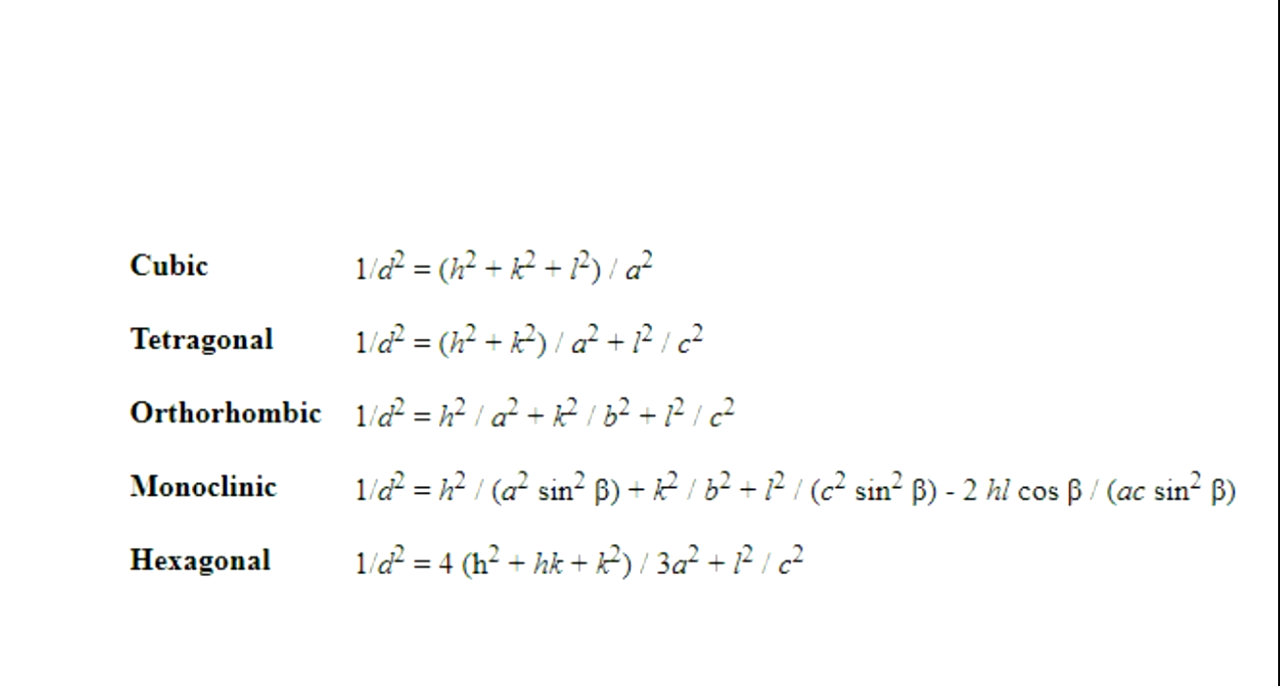 Cubic 1/d² = (h² + k² + l²) / a²
Tetragonal 1/d² = (h² + k²) / a² + l² / c²
Orthorhombic 1/d² = h² / a² + k² / b² + l² / c²
Monoclinic 1/d² = h² / (a² sin² β) + k² / b² + l² / (c² sin² β) - 2 hl cos β / (ac sin² β)
Hexagonal 1/d² = 4 (h² + hk + k²) / 3a² + l² / c²